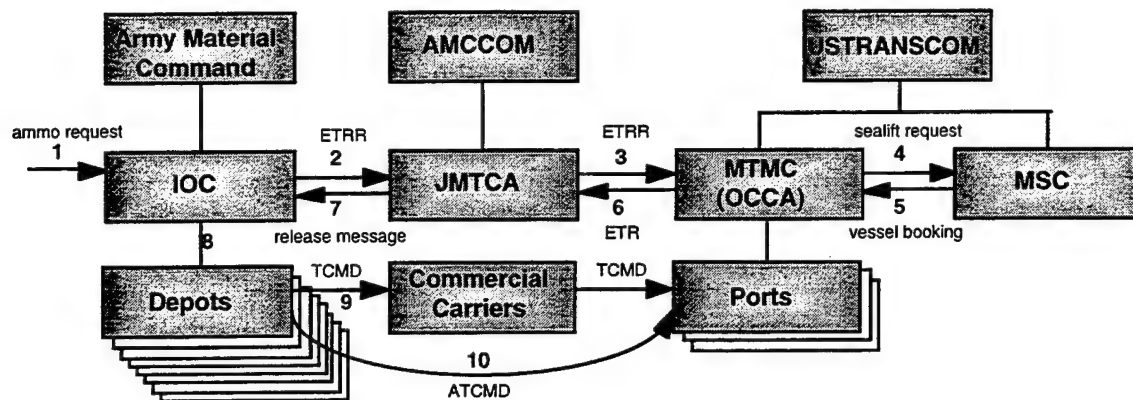 Army Material
Command
AMCCOM
USTRANSCOM
ammo request
1
ETRR
2
ETRR
3
sealift request
4
IOC
JMTCA
MTMC
(OCCA)
MSC
7
6
5
8
release message
ETR
vessel booking
Depots
TCMD
9
Commercial
Carriers
TCMD
Ports
10
ATCMD